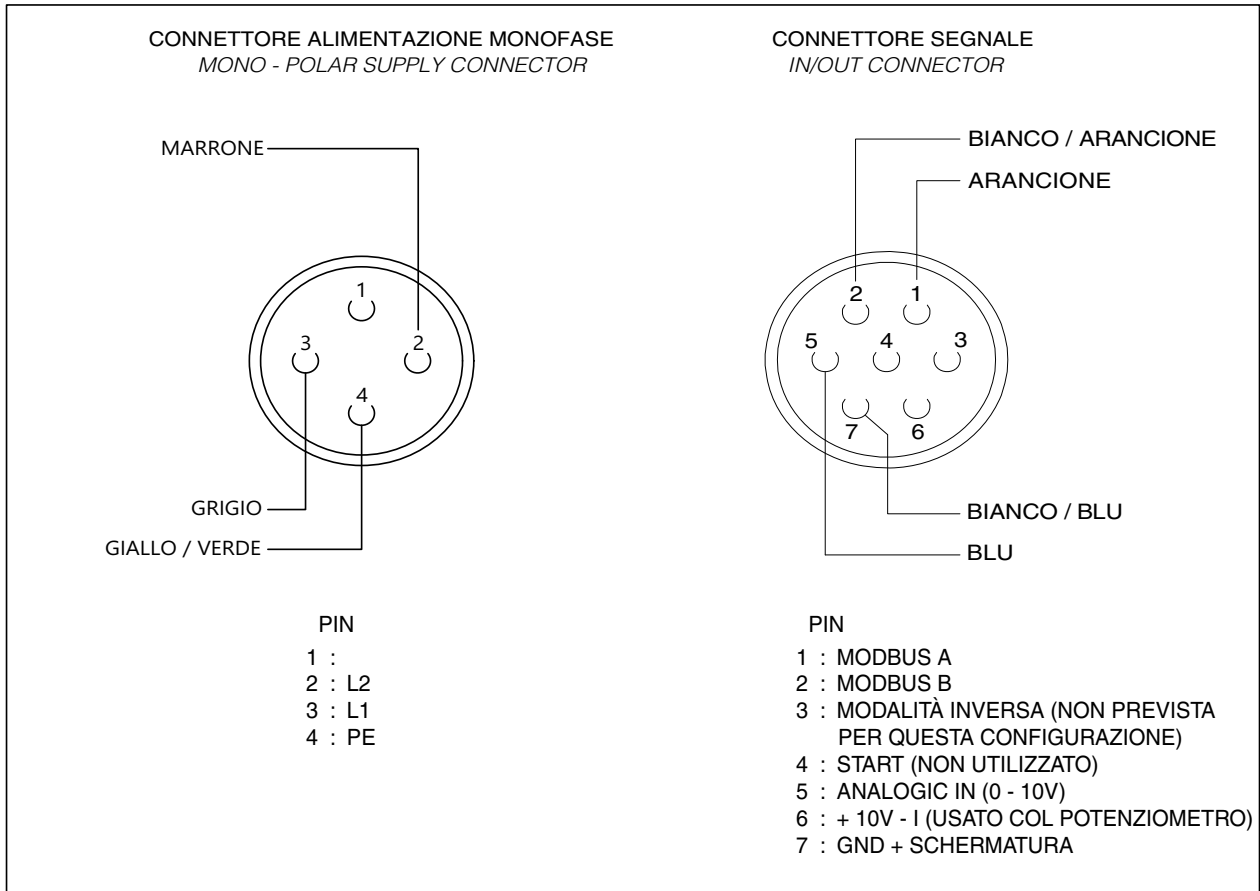 CONNETTORE ALIMENTAZIONE MONOFASE
MONO - POLAR SUPPLY CONNECTOR
MARRONE
1
3
2
4
GRIGIO
GIALLO / VERDE
PIN
1 :
2 : L2
3 : L1
4 : PE
CONNETTORE SEGNALE
IN/OUT CONNECTOR
BIANCO / ARANCIONE
ARANCIONE
2
1
5
4
3
7
6
BIANCO / BLU
BLU
PIN
1 : MODBUS A
2 : MODBUS B
3 : MODALITÀ INVERSA (NON PREVISTA
PER QUESTA CONFIGURAZIONE)
4 : START (NON UTILIZZATO)
5 : ANALOGIC IN (0 - 10V)
6 : + 10V - I (USATO COL POTENZIOMETRO)
7 : GND + SCHERMATURA